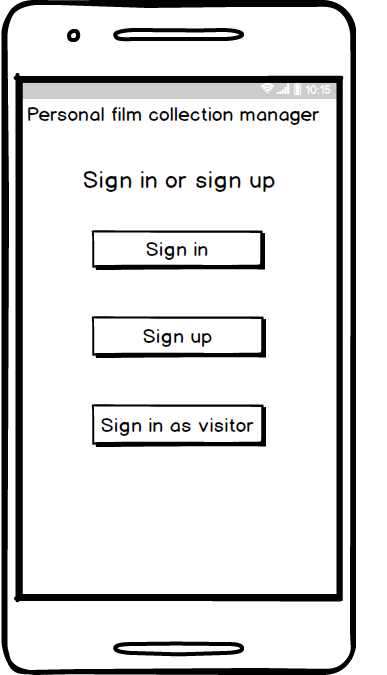 10:15
Personal film collection manager
Sign in or sign up
Sign in
Sign up
Sign in as visitor